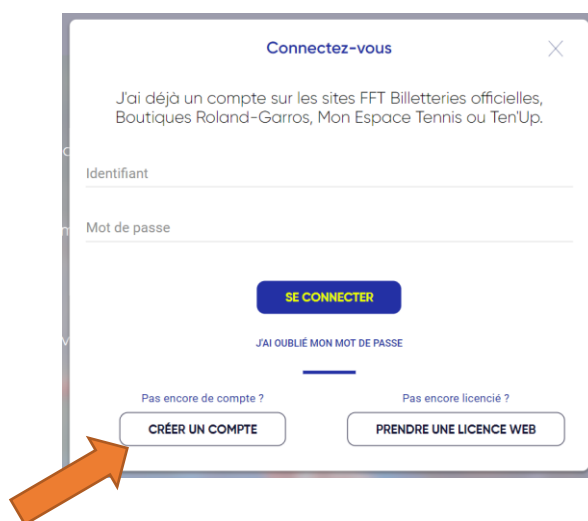 Connectez-vous
J'ai déjà un compte sur les sites FFT Billetteries officielles,
Boutiques Roland-Garros, Mon Espace Tennis ou Ten'Up.
Identifiant
Mot de passe
SE CONNECTER
J'AI OUBLIÉ MON MOT DE PASSE
Pas encore de compte ?
CRÉER UN COMPTE
Pas encore licencié ?
PRENDRE UNE LICENCE WEB